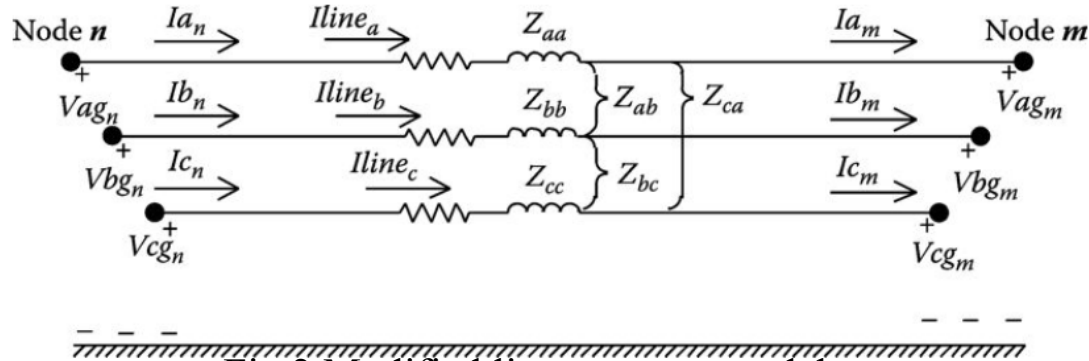 Node n Ia_n Iline_a Z_aa Ia_m Node m
Vag_n Ib_n Iline_b Z_bb Z_ab Z_ca Ib_m Vag_m
Vbg_n Ic_n Iline_c Z_cc Z_bc Ic_m Vbg_m
Vcg_n Vcg_m